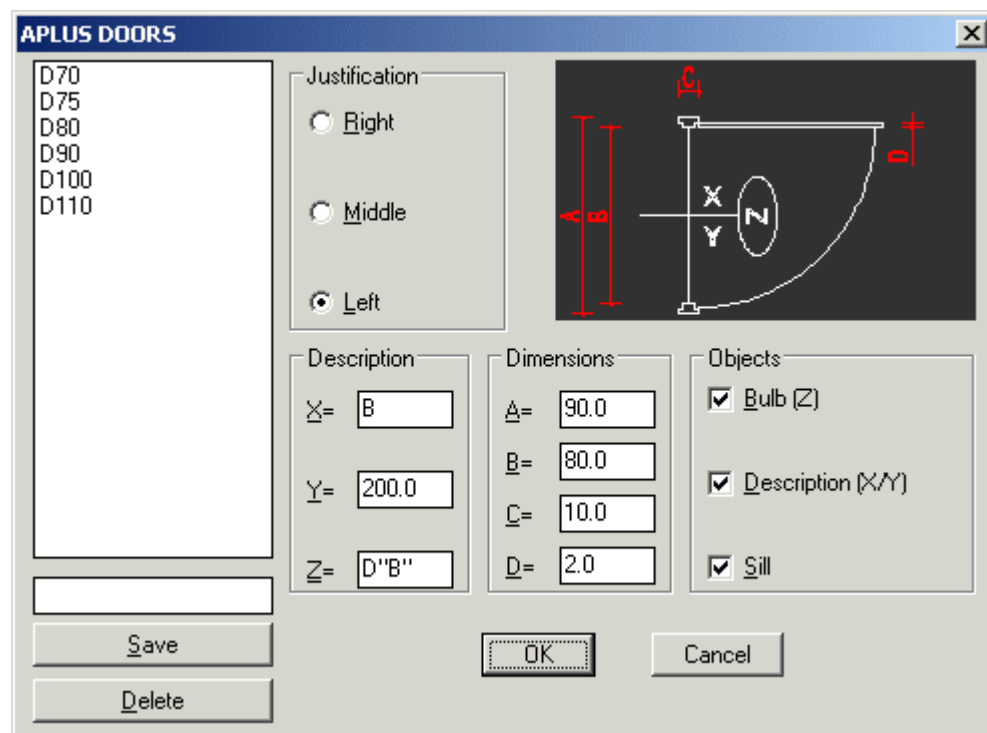 APLUS DOORS
D70
D75
D80
D90
D100
D110
Save
Delete
Justification
Right
Middle
Left
C
A
B
D
X
Y
Z
Description
X= B
Y= 200.0
Z= D"B"
Dimensions
A= 90.0
B= 80.0
C= 10.0
D= 2.0
Objects
Bulb (Z)
Description (X/Y)
Sill
OK
Cancel